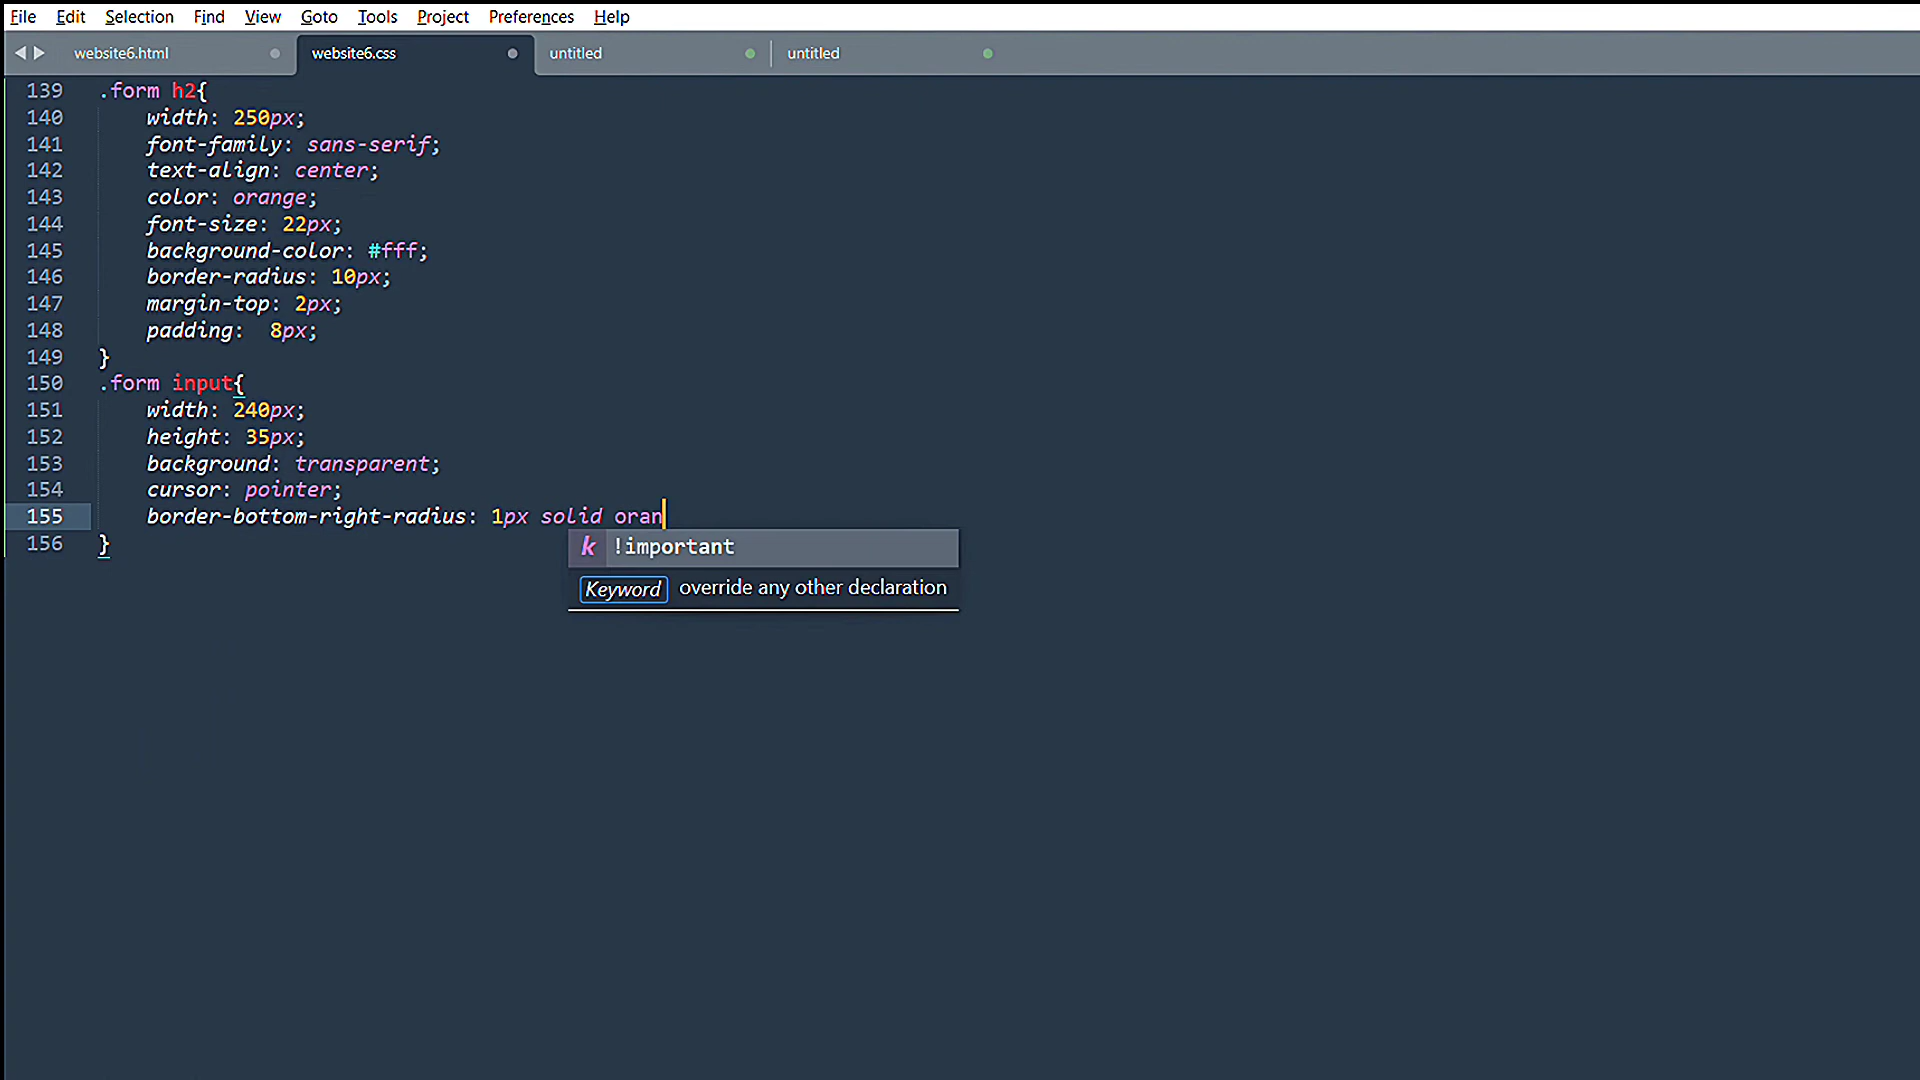 File Edit Selection Find View Goto Tools Project Preferences Help
website6.html website6.css untitled untitled
139 .form h2{
140 width: 250px;
141 font-family: sans-serif;
142 text-align: center;
143 color: orange;
144 font-size: 22px;
145 background-color: #fff;
146 border-radius: 10px;
147 margin-top: 2px;
148 padding:  8px;
149 }
150 .form input{
151 width: 240px;
152 height: 35px;
153 background: transparent;
154 cursor: pointer;
155 border-bottom-right-radius: 1px solid oran
156 }
k !important
Keyword override any other declaration